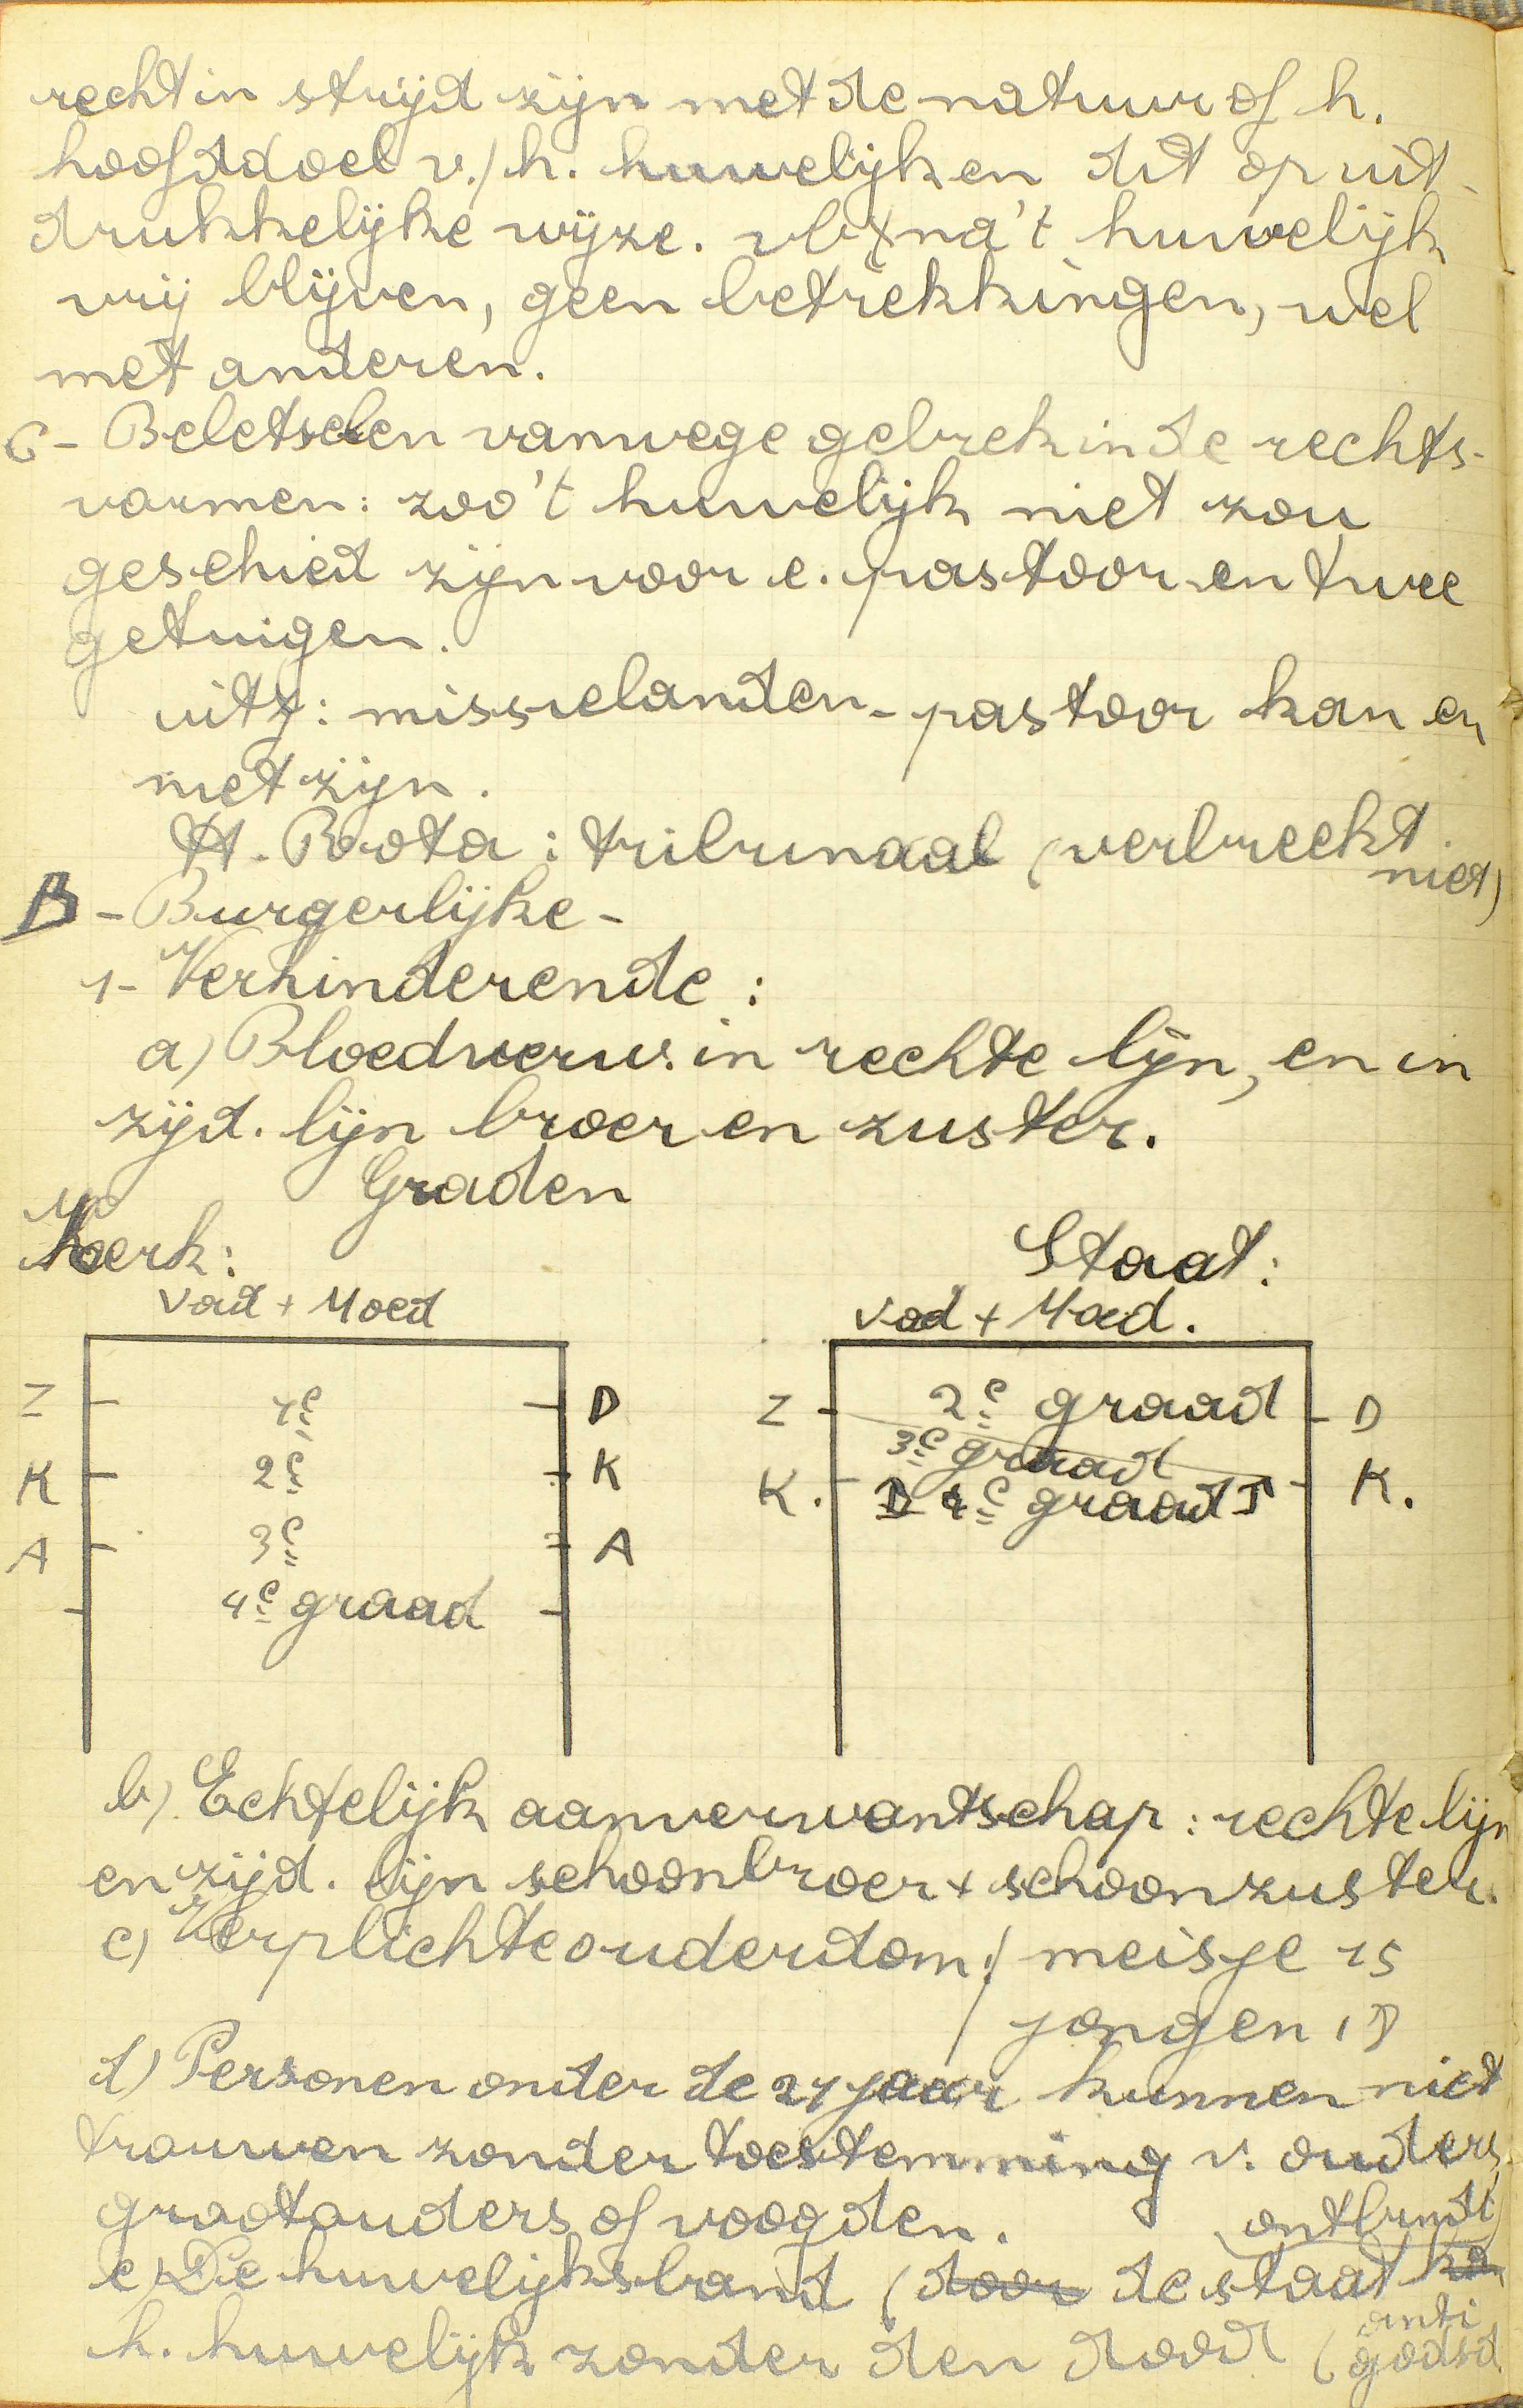 recht in strijd zijn met de natuur of h.
hoofddoel v./h. huwelijk en dit op uit-
drukkelijke wijze. vb. na 't huwelijk
vrij blijven, geen betrekkingen, wel
met anderen.
C- Beletselen vanwege gebrek in de rechts-
vormen: zoo 't huwelijk niet zou
geschied zijn voor e. pastoor en twee
getuigen.
uitz: missielanden - pastoor kan er
niet zijn.
H. Rota: tribunaal (verbreekt
niet)
B - Burgerlijke -
1- Verhinderende:
a) Bloedverw. in rechte lijn, en in
zijd. lijn broer en zuster.
Graden
Kerk:
Staat:
Vad + Moed
Vad + Moed.
Z 1e D
Z 2e graad D
3e graad
K 2e K
K. 4e graad K.
A 3e A
4e graad
b) Echtelijk aanverwantschap: rechte lijn
en zijd. lijn schoonbroer + schoonzuster.
c) Verplichte ouderdom: / meisje 15
/ jongen 18
d) Personen onder de 21 jaar kunnen niet
trouwen zonder toestemming v. ouders,
grootouders of voogden.
ontbindt
e) De huwelijksband (door de staat ka
h. huwelijk zonder den dood (anti
godsd.